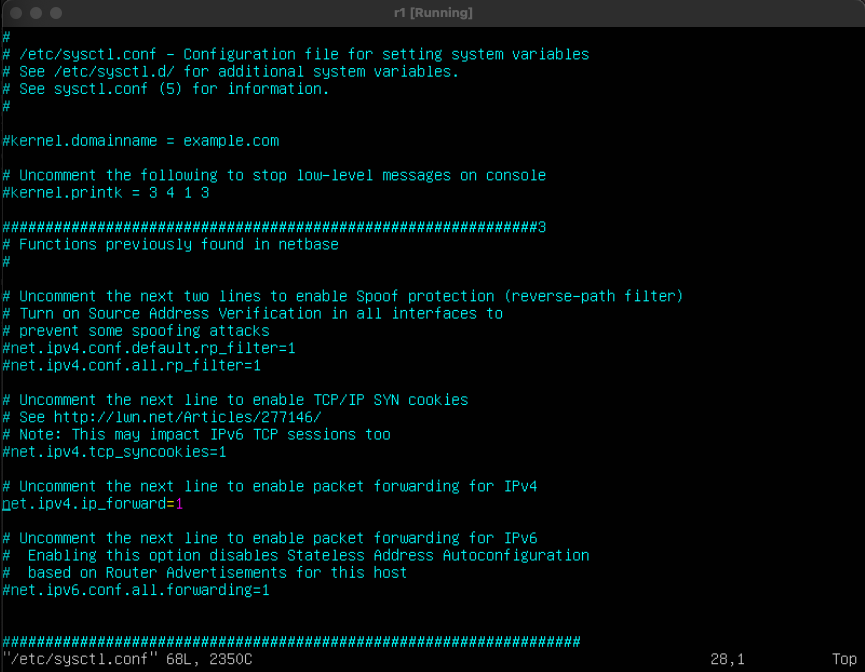 r1 [Running]
#
# /etc/sysctl.conf - Configuration file for setting system variables
# See /etc/sysctl.d/ for additional system variables.
# See sysctl.conf (5) for information.
#
#kernel.domainname = example.com
# Uncomment the following to stop low-level messages on console
#kernel.printk = 3 4 1 3
##############################################################3
# Functions previously found in netbase
#
# Uncomment the next two lines to enable Spoof protection (reverse-path filter)
# Turn on Source Address Verification in all interfaces to
# prevent some spoofing attacks
#net.ipv4.conf.default.rp_filter=1
#net.ipv4.conf.all.rp_filter=1
# Uncomment the next line to enable TCP/IP SYN cookies
# See http://lwn.net/Articles/277146/
# Note: This may impact IPv6 TCP sessions too
#net.ipv4.tcp_syncookies=1
# Uncomment the next line to enable packet forwarding for IPv4
net.ipv4.ip_forward=1
# Uncomment the next line to enable packet forwarding for IPv6
#  Enabling this option disables Stateless Address Autoconfiguration
#  based on Router Advertisements for this host
#net.ipv6.conf.all.forwarding=1
###################################################################
"/etc/sysctl.conf" 68L, 2350C 28,1 Top